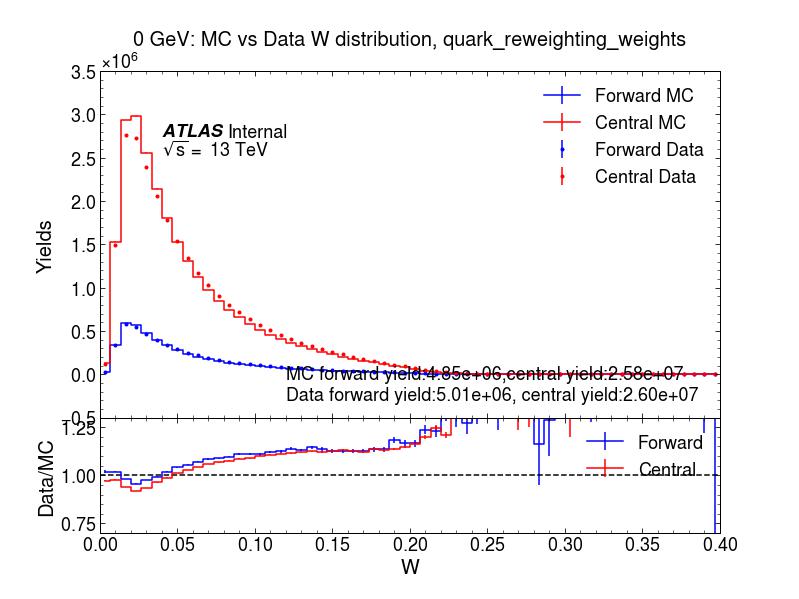 0 GeV: MC vs Data W distribution, quark_reweighting_weights
×10⁶
3.5
3.0
2.5
2.0
1.5
1.0
0.5
0.0
0.5
Yields
ATLAS Internal
√s = 13 TeV
Forward MC
Central MC
Forward Data
Central Data
MC forward yield:4.85e+06,central yield:2.58e+07
Data forward yield:5.01e+06, central yield:2.60e+07
1.25
1.00
0.75
Data/MC
Forward
Central
0.00 0.05 0.10 0.15 0.20 0.25 0.30 0.35 0.40
W